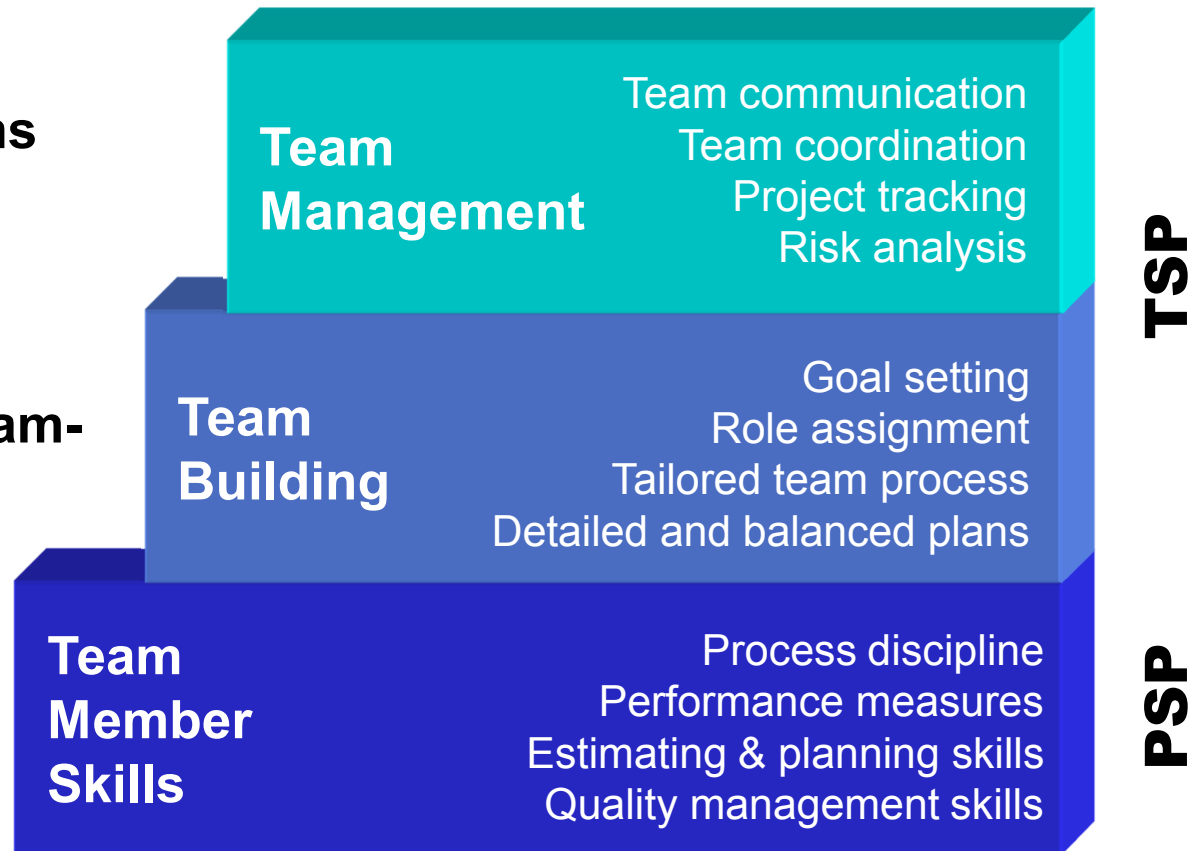 ns
Team
Management
Team communication
Team coordination
Project tracking
Risk analysis
TSP
am-
Team
Building
Goal setting
Role assignment
Tailored team process
Detailed and balanced plans
Team
Member
Skills
Process discipline
Performance measures
Estimating & planning skills
Quality management skills
PSP